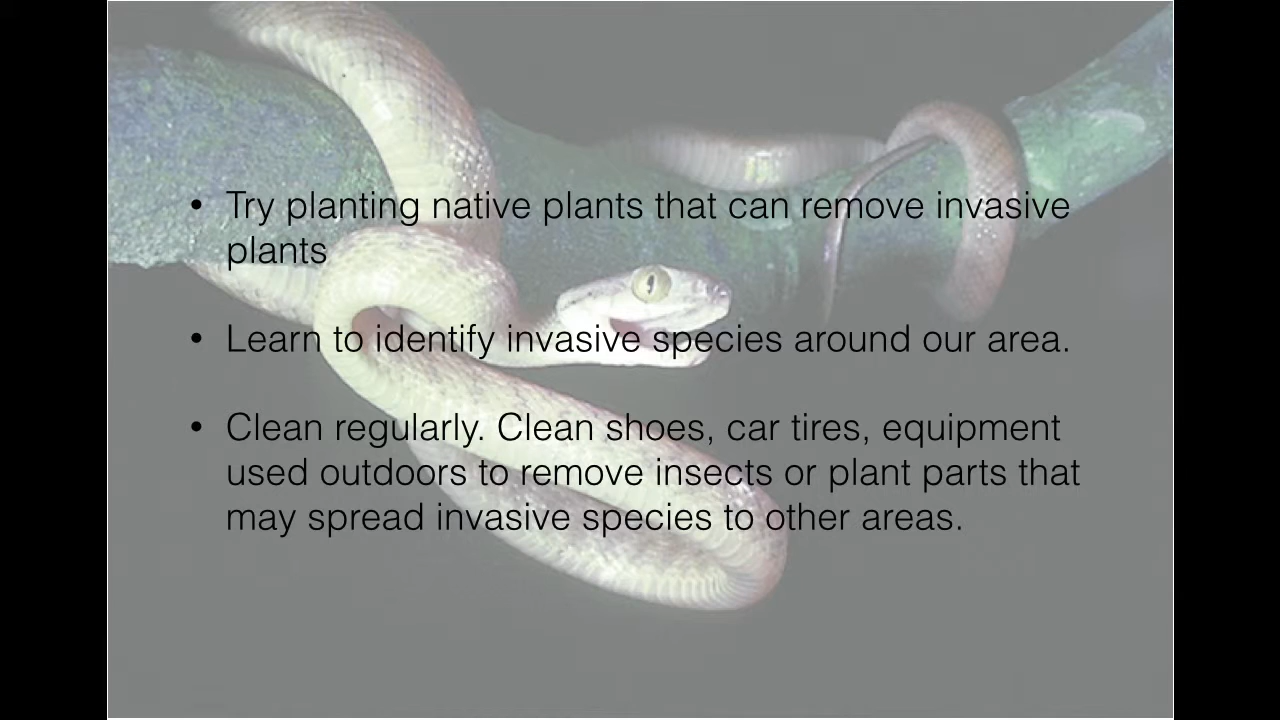 • Try planting native plants that can remove invasive
plants
• Learn to identify invasive species around our area.
• Clean regularly. Clean shoes, car tires, equipment
used outdoors to remove insects or plant parts that
may spread invasive species to other areas.